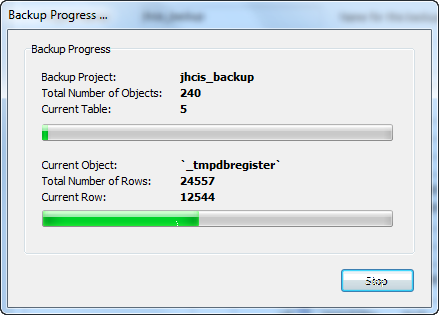 Backup Progress ...
Backup Progress
Backup Project: jhcis_backup
Total Number of Objects: 240
Current Table: 5
Current Object: `_tmpdbregister`
Total Number of Rows: 24557
Current Row: 12544
Stop